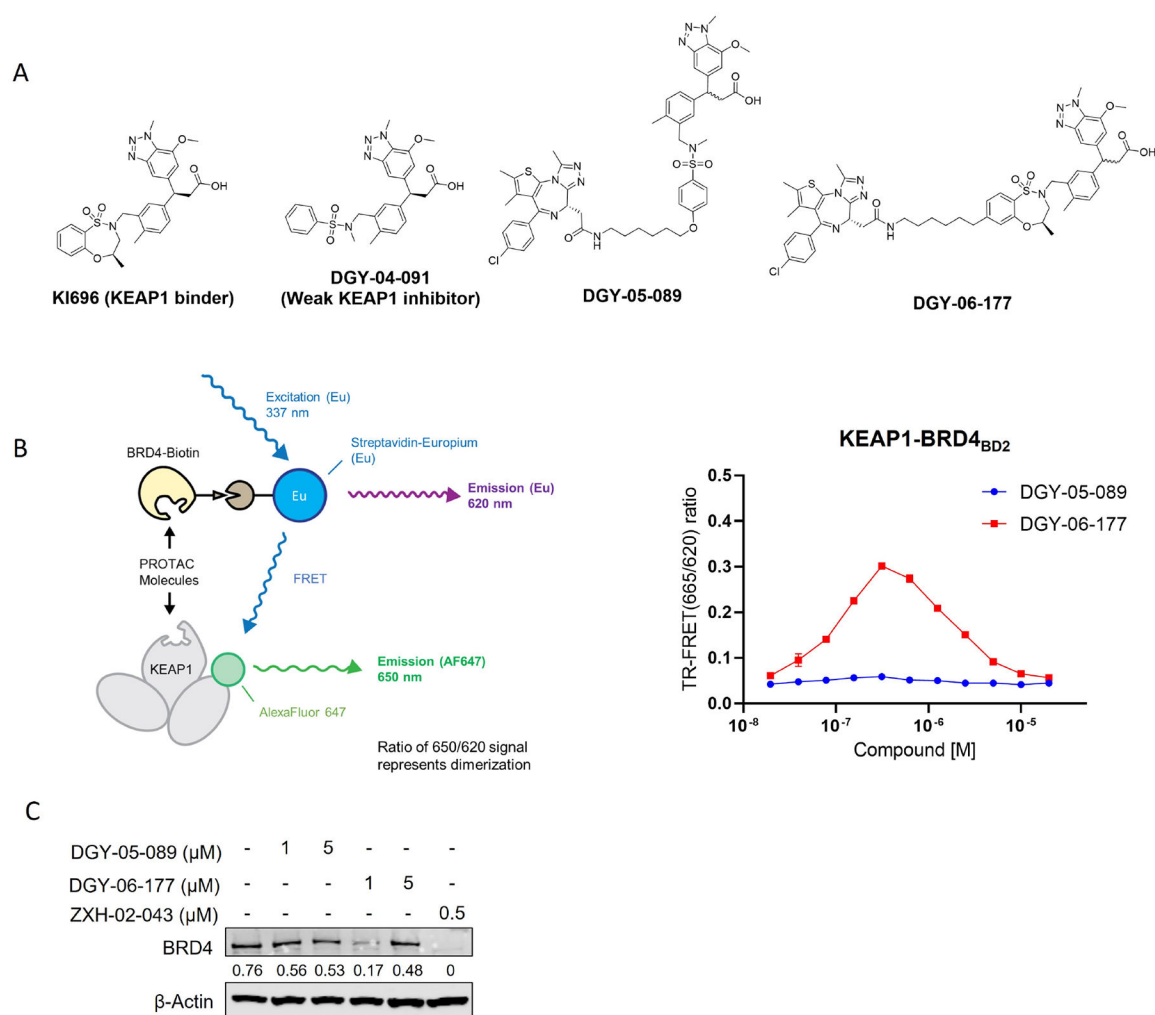 A
KI696 (KEAP1 binder)
DGY-04-091
(Weak KEAP1 inhibitor)
DGY-05-089
DGY-06-177
B
Excitation (Eu)
337 nm
BRD4-Biotin
Streptavidin-Europium
(Eu)
Eu
Emission (Eu)
620 nm
PROTAC
Molecules
FRET
KEAP1
Emission (AF647)
650 nm
AlexaFluor 647
Ratio of 650/620 signal
represents dimerization
KEAP1-BRD4BD2
DGY-05-089
DGY-06-177
TR-FRET(665/620) ratio
0.5
0.4
0.3
0.2
0.1
0.0
10-8 10-7 10-6 10-5
Compound [M]
C
DGY-05-089 (μM) - 1 5 - - -
DGY-06-177 (μM) - - - 1 5 -
ZXH-02-043 (μM) - - - - - 0.5
BRD4
0.76 0.56 0.53 0.17 0.48 0
β-Actin